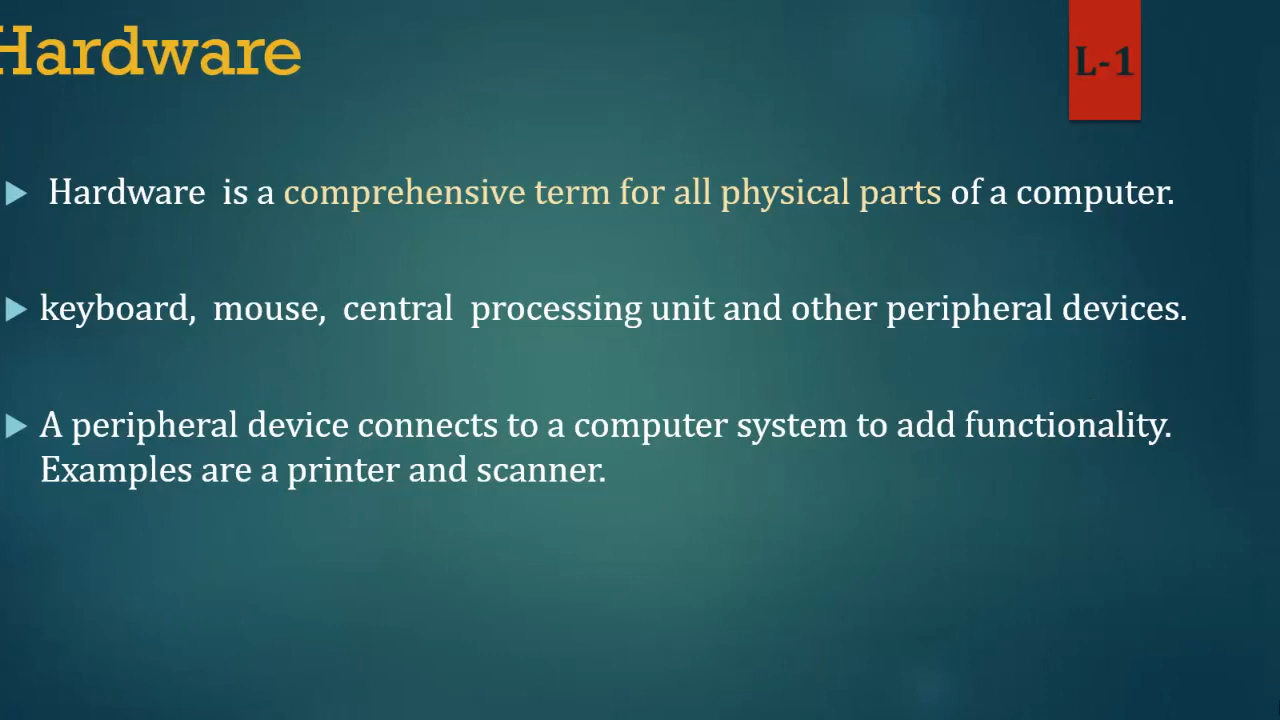 Hardware
L-1
Hardware is a comprehensive term for all physical parts of a computer.
keyboard, mouse, central processing unit and other peripheral devices.
A peripheral device connects to a computer system to add functionality.
Examples are a printer and scanner.